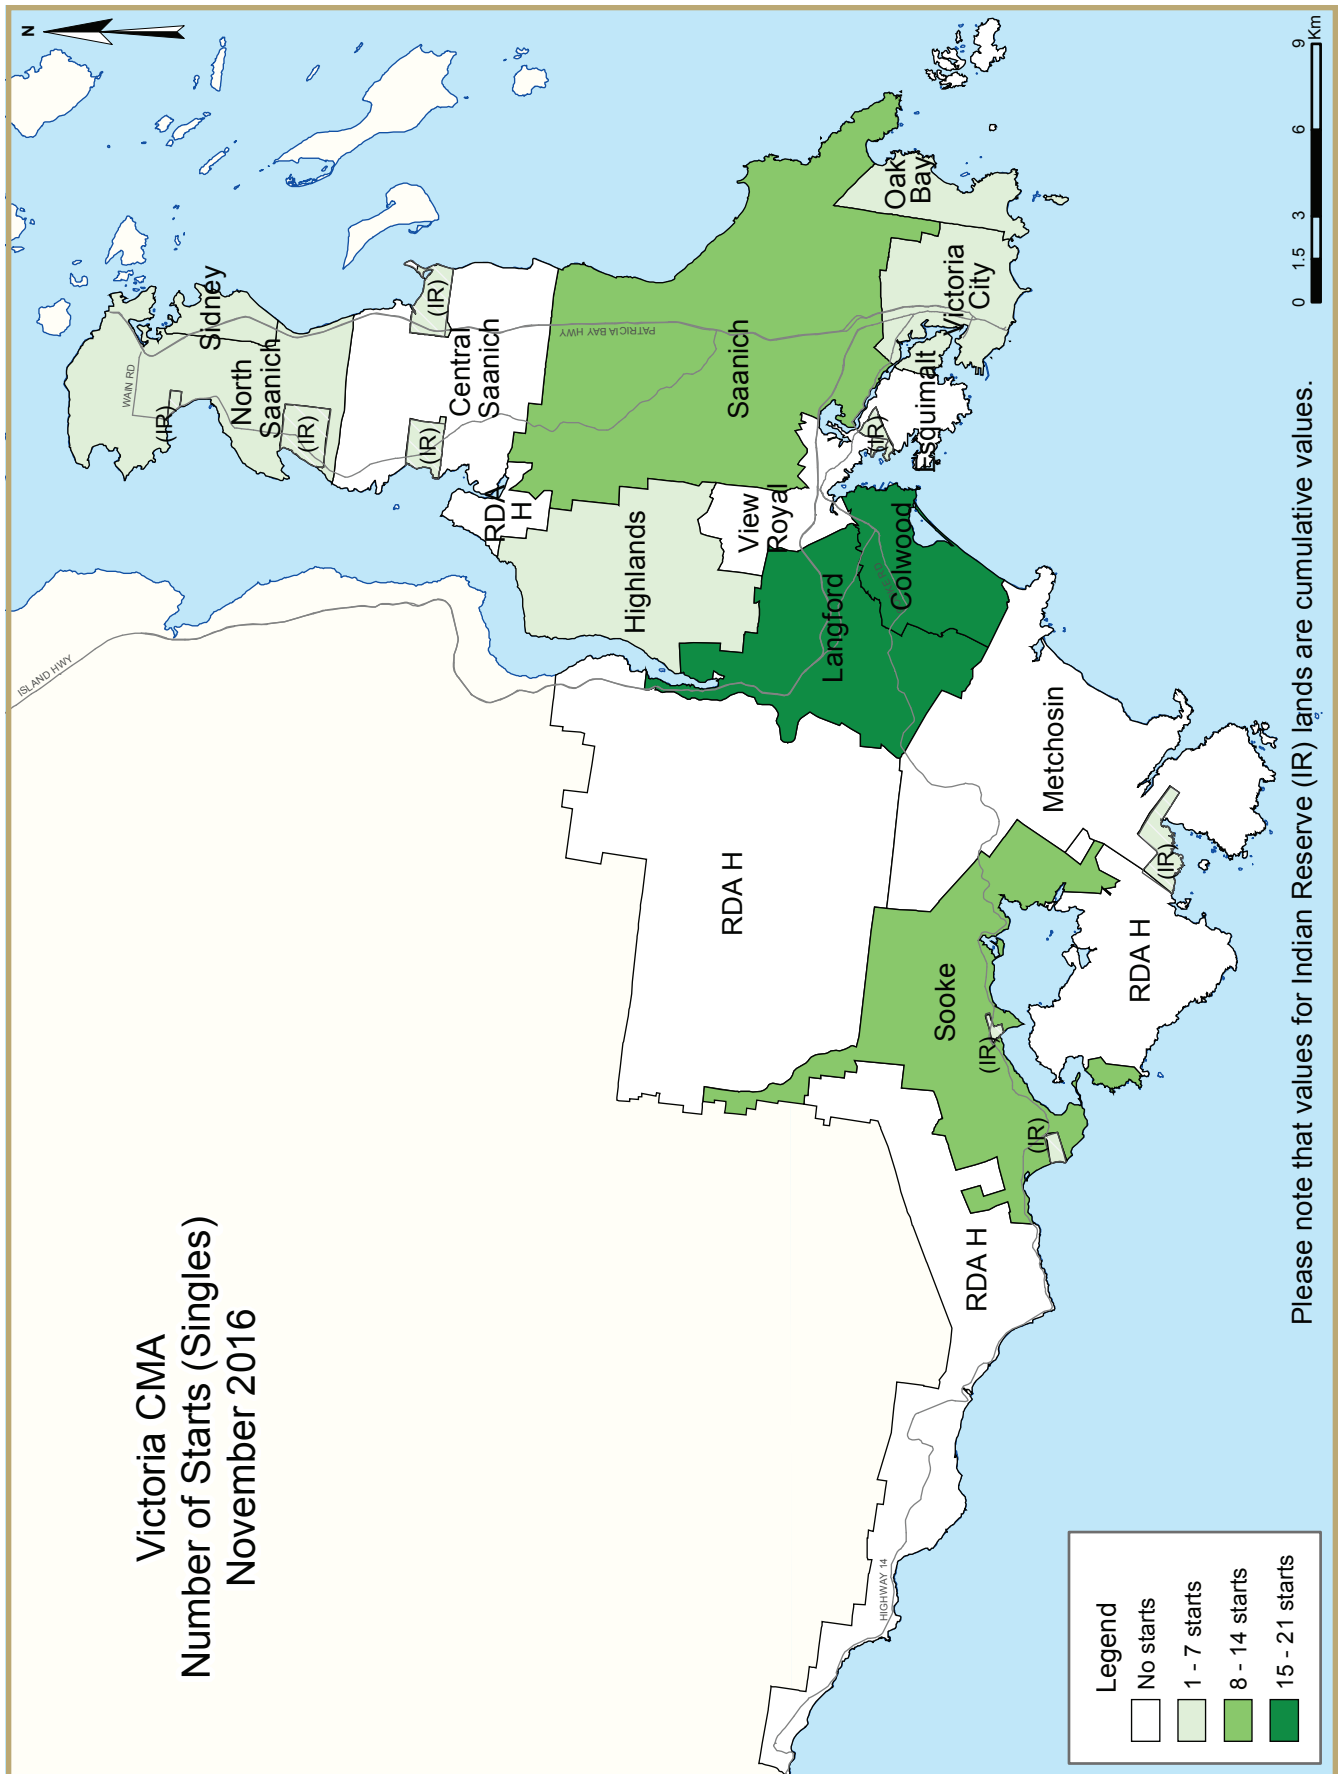 Victoria CMA
Number of Starts (Singles)
November 2016
N
ISLAND HWY
WAIN RD
(IR)
North
Saanich
Sidney
(IR)
(IR)
Central
Saanich
(IR)
RDA
H
PATRICIA BAY HWY
Saanich
Highlands
View
Royal
Oak
Bay
Victoria
City
Esquimalt
(IR)
Langford
Colwood
RDA H
Metchosin
(IR)
Sooke
(IR)
(IR)
RDA H
RDA H
HIGHWAY 14
Legend
No starts
1 - 7 starts
8 - 14 starts
15 - 21 starts
0 1.5 3 6 9
Km
Please note that values for Indian Reserve (IR) lands are cumulative values.